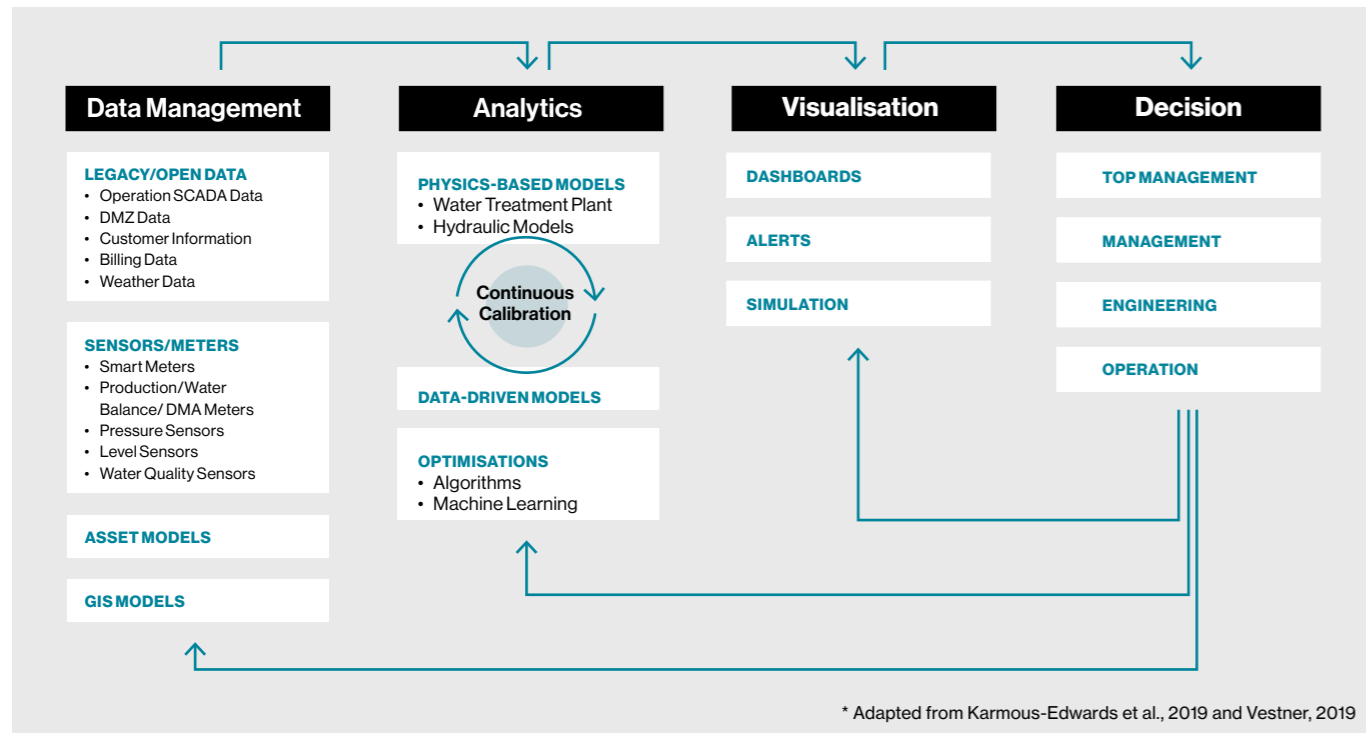 Data Management
LEGACY/OPEN DATA
• Operation SCADA Data
• DMZ Data
• Customer Information
• Billing Data
• Weather Data
SENSORS/METERS
• Smart Meters
• Production/Water
Balance/ DMA Meters
• Pressure Sensors
• Level Sensors
• Water Quality Sensors
ASSET MODELS
GIS MODELS
Analytics
PHYSICS-BASED MODELS
• Water Treatment Plant
• Hydraulic Models
Continuous
Calibration
DATA-DRIVEN MODELS
OPTIMISATIONS
• Algorithms
• Machine Learning
Visualisation
DASHBOARDS
ALERTS
SIMULATION
Decision
TOP MANAGEMENT
MANAGEMENT
ENGINEERING
OPERATION
* Adapted from Karmous-Edwards et al., 2019 and Vestner, 2019